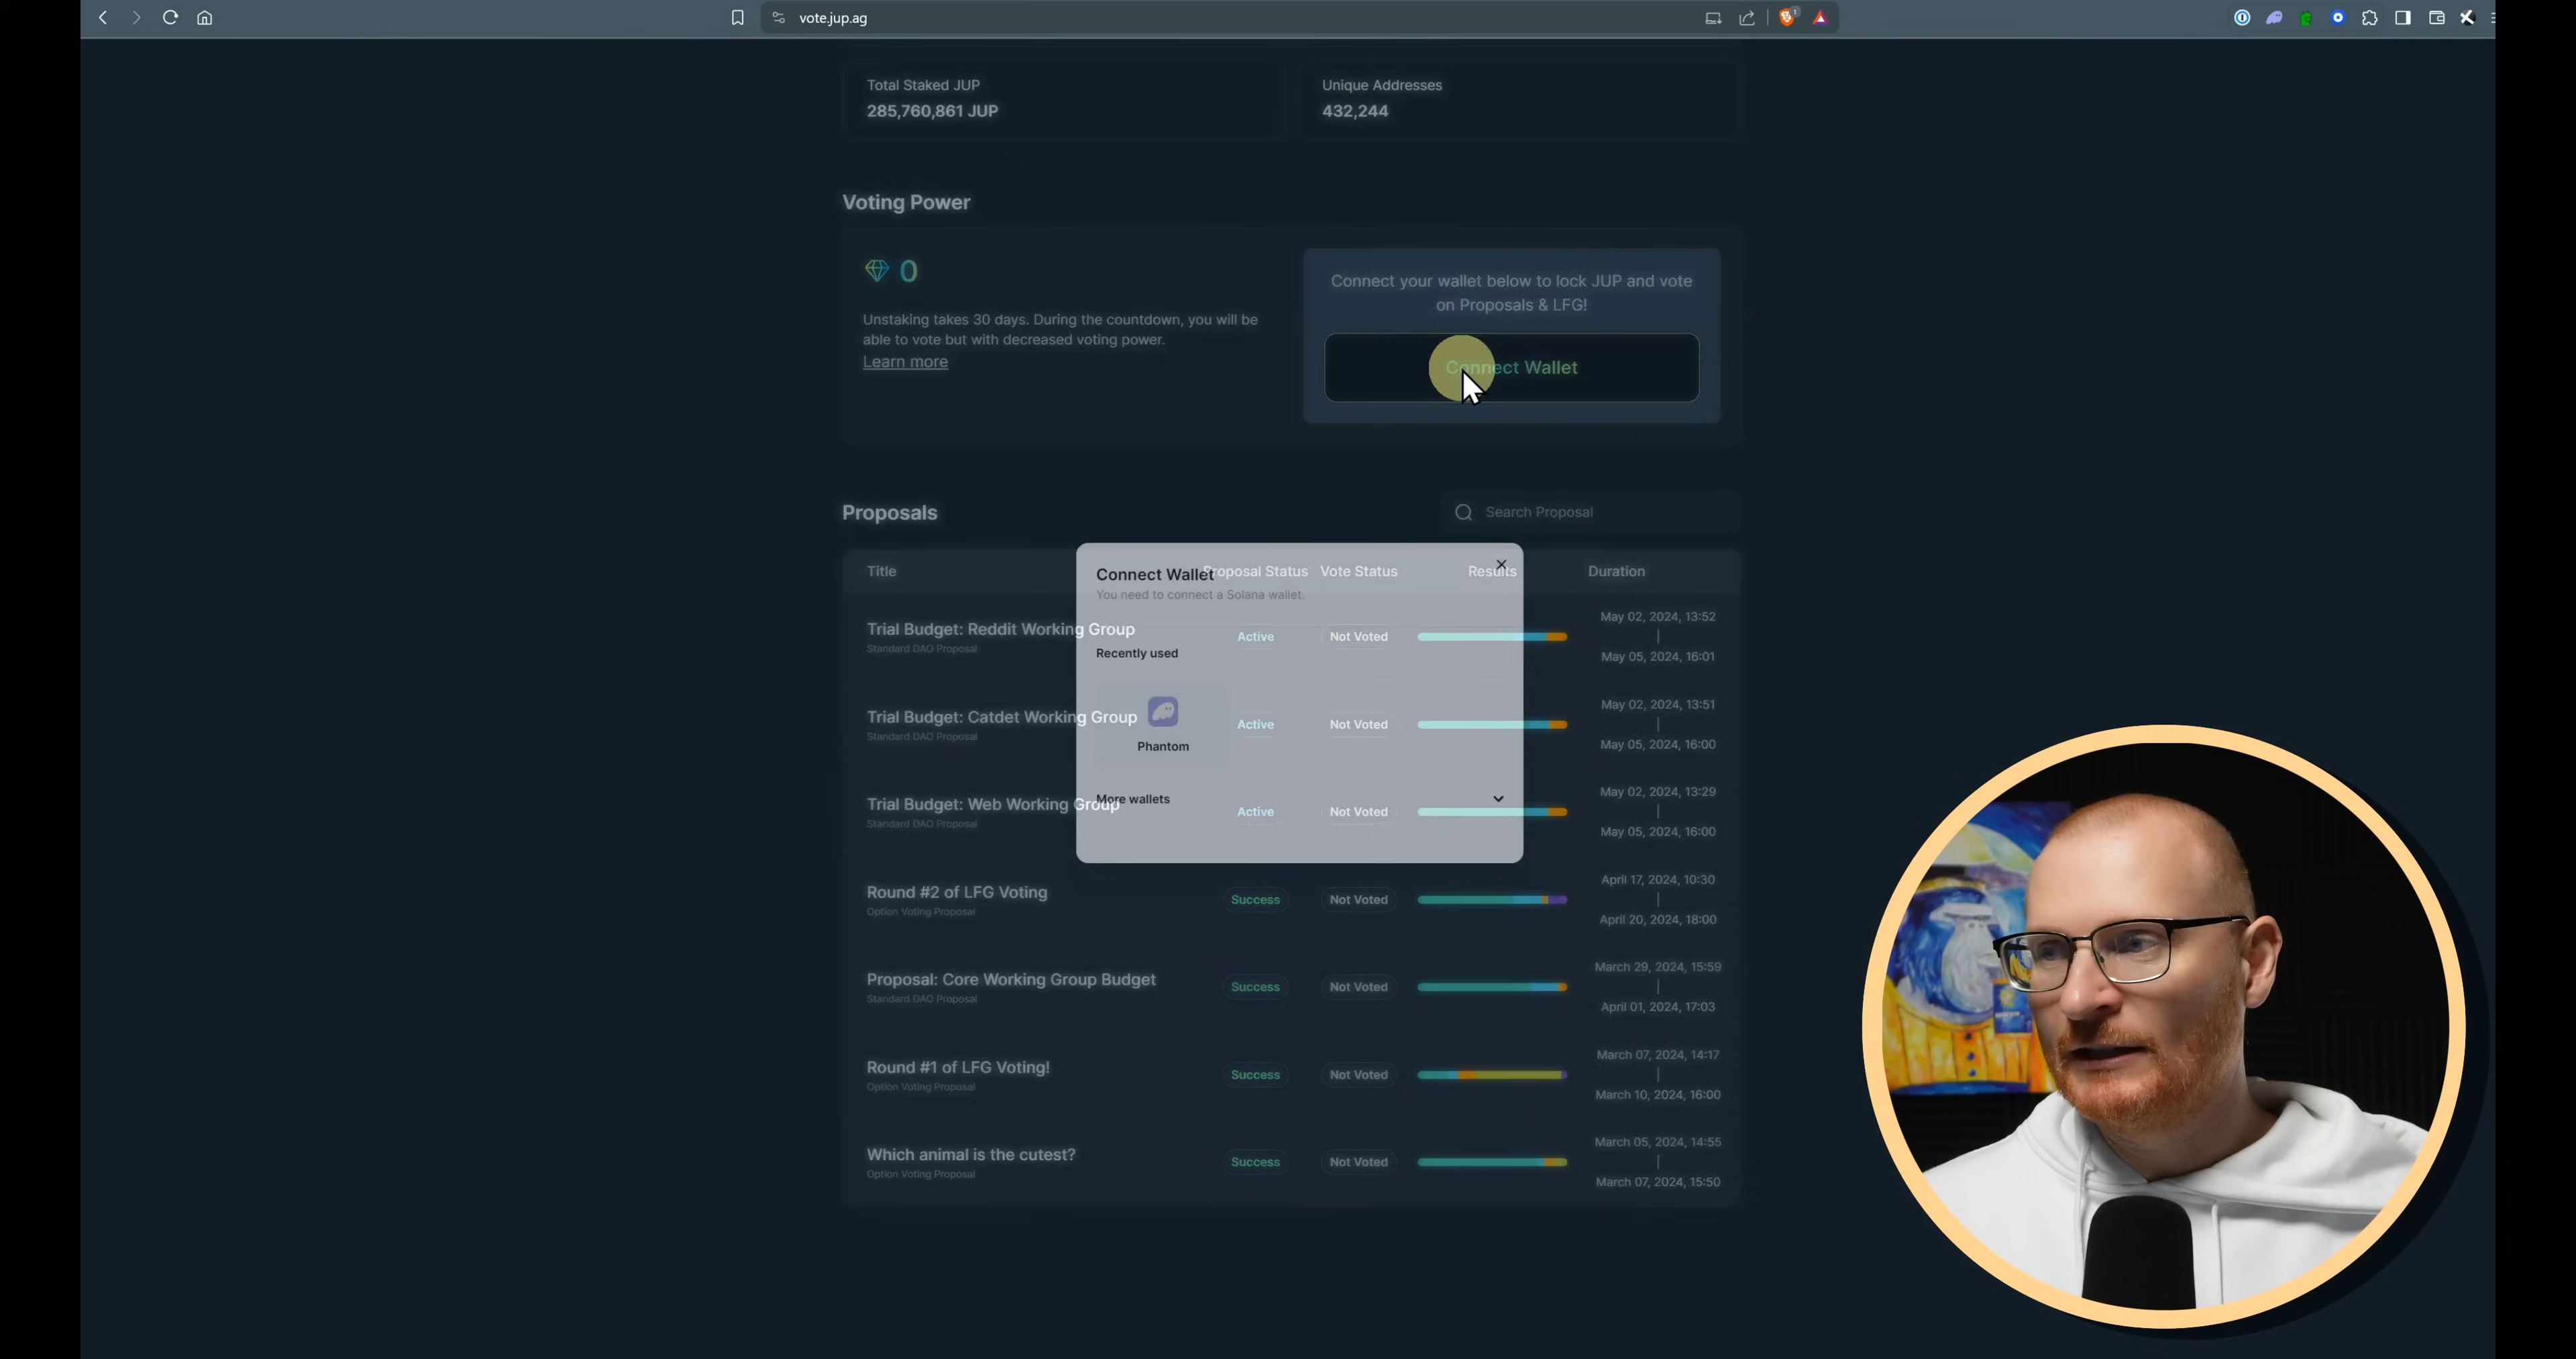 vote.jup.ag
1
Total Staked JUP
285,760,861 JUP
Unique Addresses
432,244
Voting Power
0
Unstaking takes 30 days. During the countdown, you will be
able to vote but with decreased voting power.
Learn more
Connect your wallet below to lock JUP and vote
on Proposals & LFG!
Connect Wallet
Proposals
Search Proposal
Title
Proposal Status
Vote Status
Results
Duration
Connect Wallet
You need to connect a Solana wallet.
Recently used
Phantom
More wallets
Trial Budget: Reddit Working Group
Standard DAO Proposal
Active
Not Voted
May 02, 2024, 13:52
May 05, 2024, 16:01
Trial Budget: Catdet Working Group
Standard DAO Proposal
Active
Not Voted
May 02, 2024, 13:51
May 05, 2024, 16:00
Trial Budget: Web Working Group
Standard DAO Proposal
Active
Not Voted
May 02, 2024, 13:29
May 05, 2024, 16:00
Round #2 of LFG Voting
Option Voting Proposal
Success
Not Voted
April 17, 2024, 10:30
April 20, 2024, 18:00
Proposal: Core Working Group Budget
Standard DAO Proposal
Success
Not Voted
March 29, 2024, 15:59
April 01, 2024, 17:03
Round #1 of LFG Voting!
Option Voting Proposal
Success
Not Voted
March 07, 2024, 14:17
March 10, 2024, 16:00
Which animal is the cutest?
Option Voting Proposal
Success
Not Voted
March 05, 2024, 14:55
March 07, 2024, 15:50